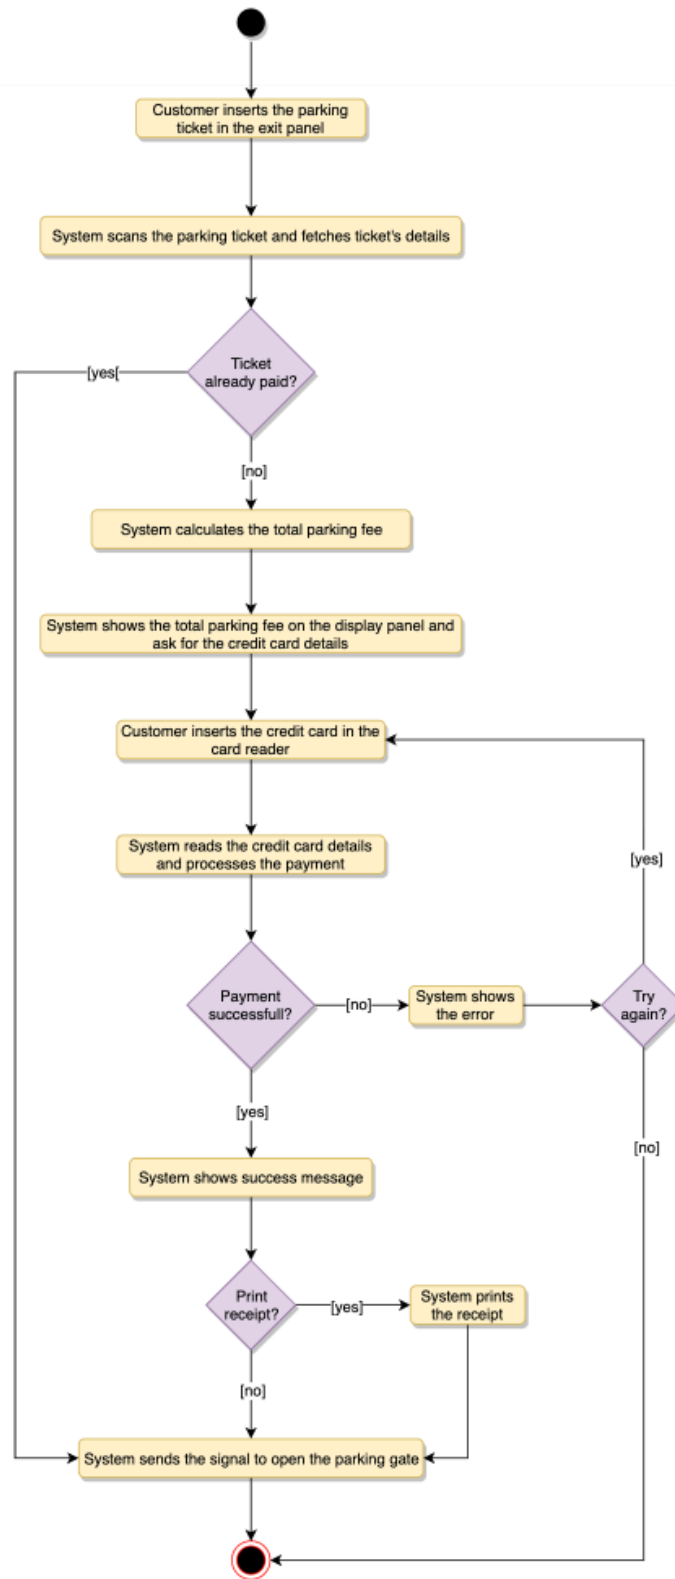 Customer inserts the parking
ticket in the exit panel
System scans the parking ticket and fetches ticket's details
Ticket
already paid?
[yes[
[no]
System calculates the total parking fee
System shows the total parking fee on the display panel and
ask for the credit card details
Customer inserts the credit card in the
card reader
System reads the credit card details
and processes the payment
[yes]
Payment
successfull?
[no]
System shows
the error
Try
again?
[yes]
[no]
System shows success message
Print
receipt?
[yes]
System prints
the receipt
[no]
System sends the signal to open the parking gate